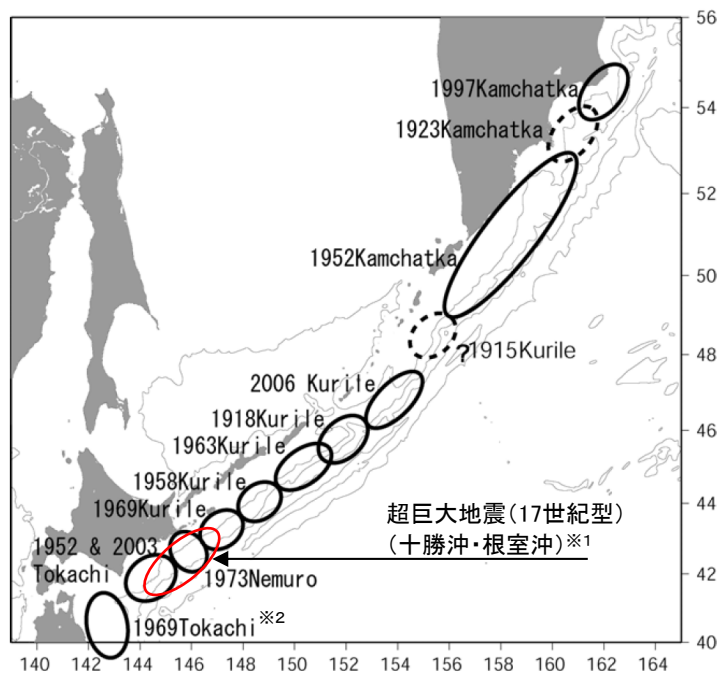 56
1997Kamchatka
54
1923Kamchatka
52
1952Kamchatka
50
48
?1915Kurile
2006 Kurile
46
1918Kurile
1963Kurile
1958Kurile
44
1969Kurile
超巨大地震(17世紀型)
(十勝沖・根室沖)※1
1952 & 2003
Tokachi
42
1973Nemuro
1969Tokachi※2
40
140 142 144 146 148 150 152 154 156 158 160 162 164